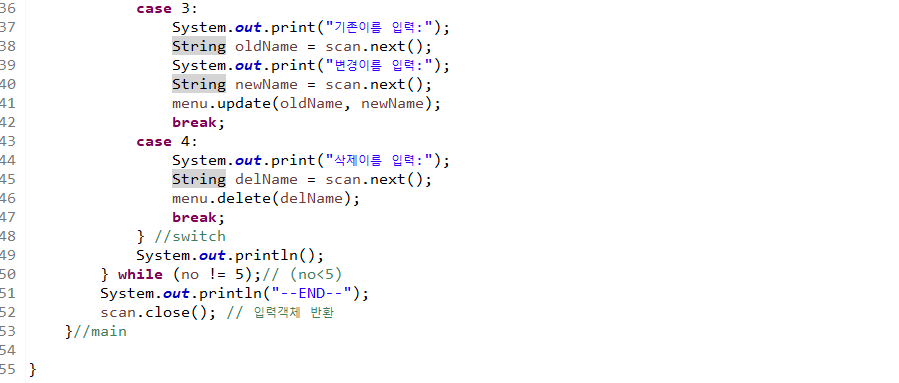 36 case 3:
37 System.out.print("기존이름 입력:");
38 String oldName = scan.next();
39 System.out.print("변경이름 입력:");
40 String newName = scan.next();
41 menu.update(oldName, newName);
42 break;
43 case 4:
44 System.out.print("삭제이름 입력:");
45 String delName = scan.next();
46 menu.delete(delName);
47 break;
48 } //switch
49 System.out.println();
50 } while (no != 5);// (no<5)
51 System.out.println("--END--");
52 scan.close(); // 입력객체 반환
53 }//main
54
55 }